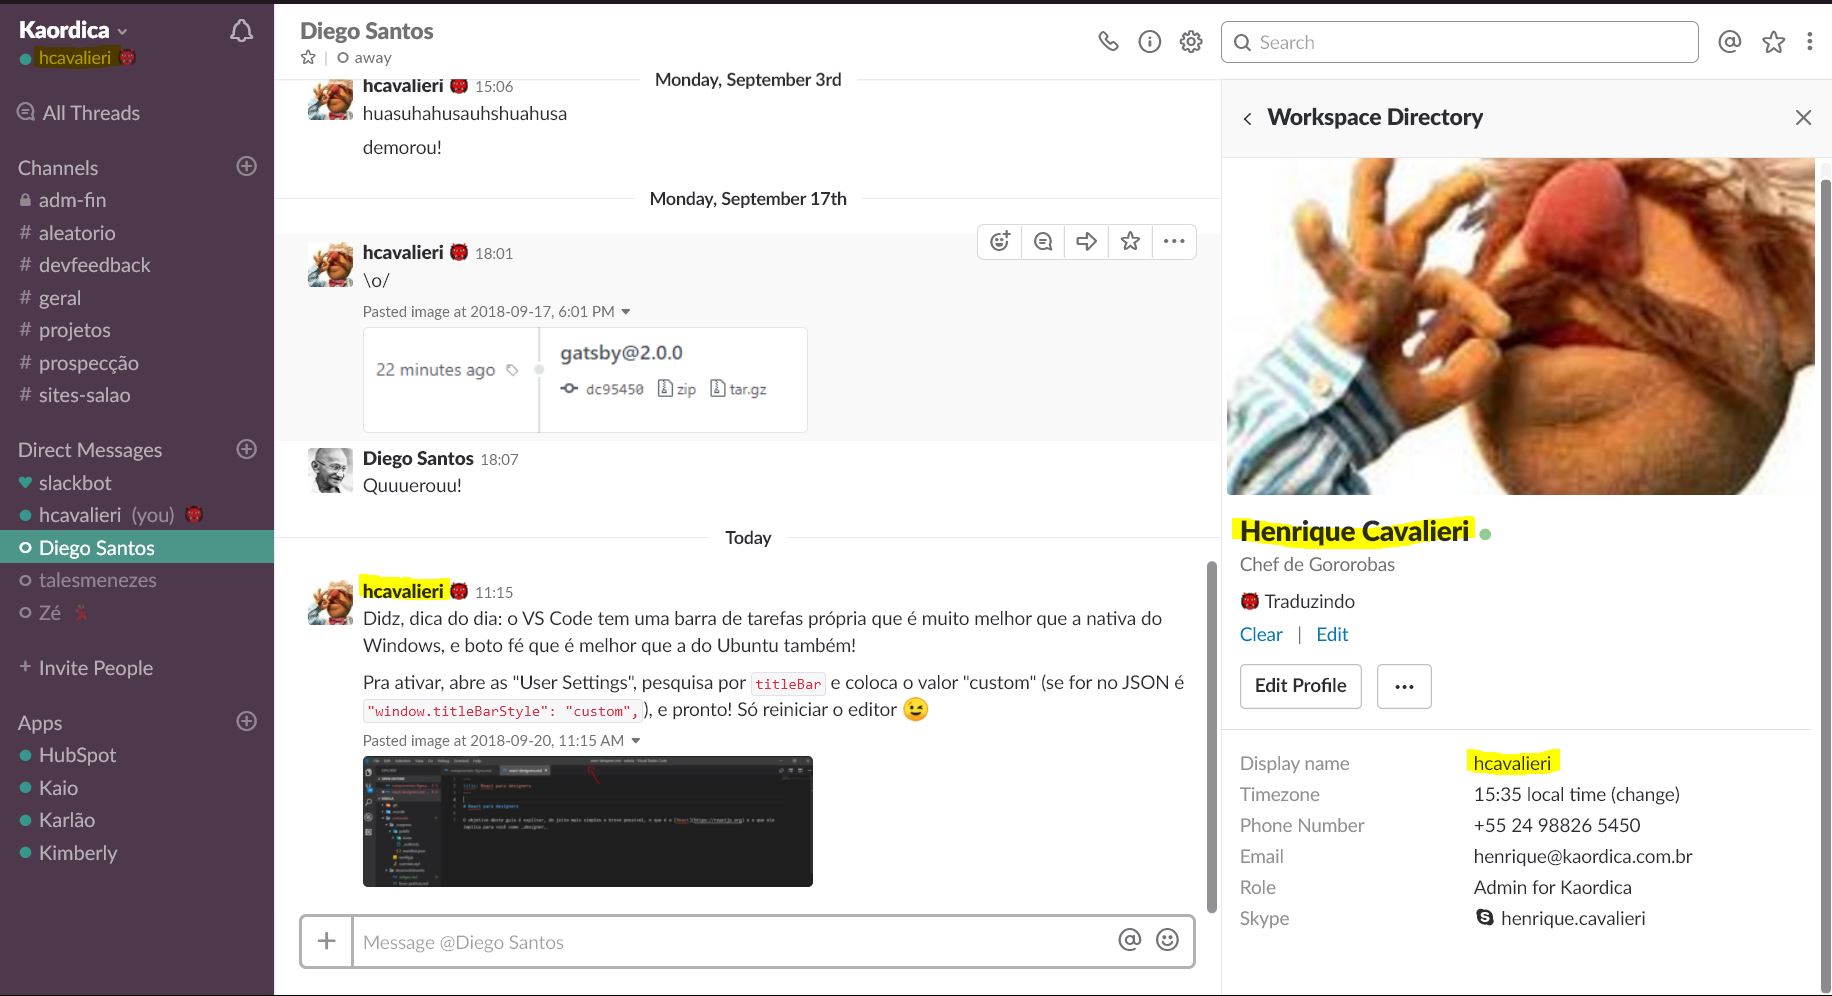 Kaordica
hcavalieri
All Threads
Channels
adm-fin
# aleatorio
# devfeedback
# geral
# projetos
# prospecção
# sites-salao
Direct Messages
slackbot
hcavalieri (you)
Diego Santos
talesmenezes
Zé
+ Invite People
Apps
HubSpot
Kaio
Karlão
Kimberly
Diego Santos
away
Search
Monday, September 3rd
hcavalieri 15:06
huasuhahusauhshuahusa
demorou!
Monday, September 17th
hcavalieri 18:01
\o/
Pasted image at 2018-09-17, 6:01 PM
22 minutes ago
gatsby@2.0.0
dc95450 zip tar.gz
Diego Santos 18:07
Quuuerouu!
Today
hcavalieri 11:15
Didz, dica do dia: o VS Code tem uma barra de tarefas própria que é muito melhor que a nativa do
Windows, e boto fé que é melhor que a do Ubuntu também!
Pra ativar, abre as "User Settings", pesquisa por titleBar e coloca o valor "custom" (se for no JSON é
"window.titleBarStyle": "custom",), e pronto! Só reiniciar o editor 😉
Pasted image at 2018-09-20, 11:15 AM
title: React para designers
# React para designers
Message @Diego Santos
Workspace Directory
Henrique Cavalieri
Chef de Gororobas
Traduzindo
Clear | Edit
Edit Profile
Display name hcavalieri
Timezone 15:35 local time (change)
Phone Number +55 24 98826 5450
Email henrique@kaordica.com.br
Role Admin for Kaordica
Skype henrique.cavalieri